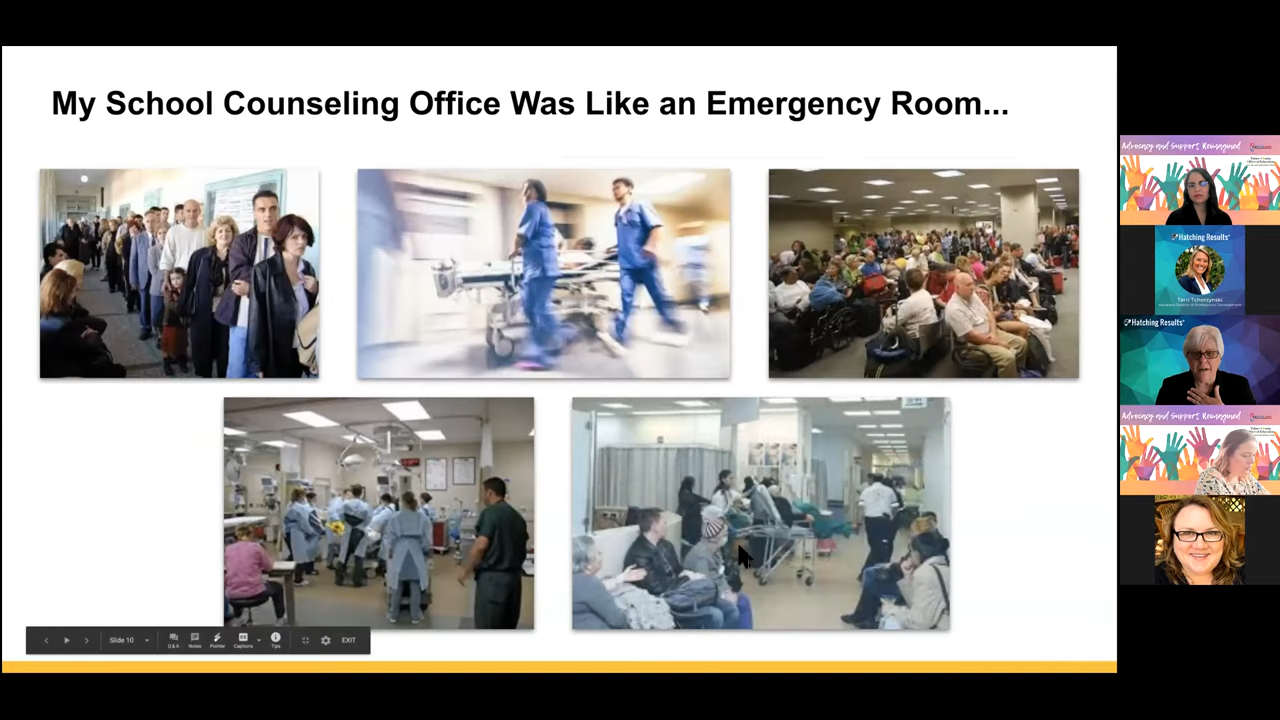 My School Counseling Office Was Like an Emergency Room...
Slide 10
Q&A
Notes
Pointer
Captions
Tips
EXIT
Advocacy and Support Reimagined
Hatching Results®
Terri Tchorzynski
Hatching Results®
Advocacy and Support Reimagined